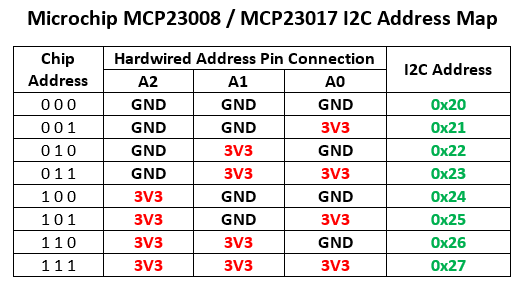 Microchip MCP23008 / MCP23017 I2C Address Map
Chip Address Hardwired Address Pin Connection I2C Address
A2 A1 A0
0 0 0 GND GND GND 0x20
0 0 1 GND GND 3V3 0x21
0 1 0 GND 3V3 GND 0x22
0 1 1 GND 3V3 3V3 0x23
1 0 0 3V3 GND GND 0x24
1 0 1 3V3 GND 3V3 0x25
1 1 0 3V3 3V3 GND 0x26
1 1 1 3V3 3V3 3V3 0x27